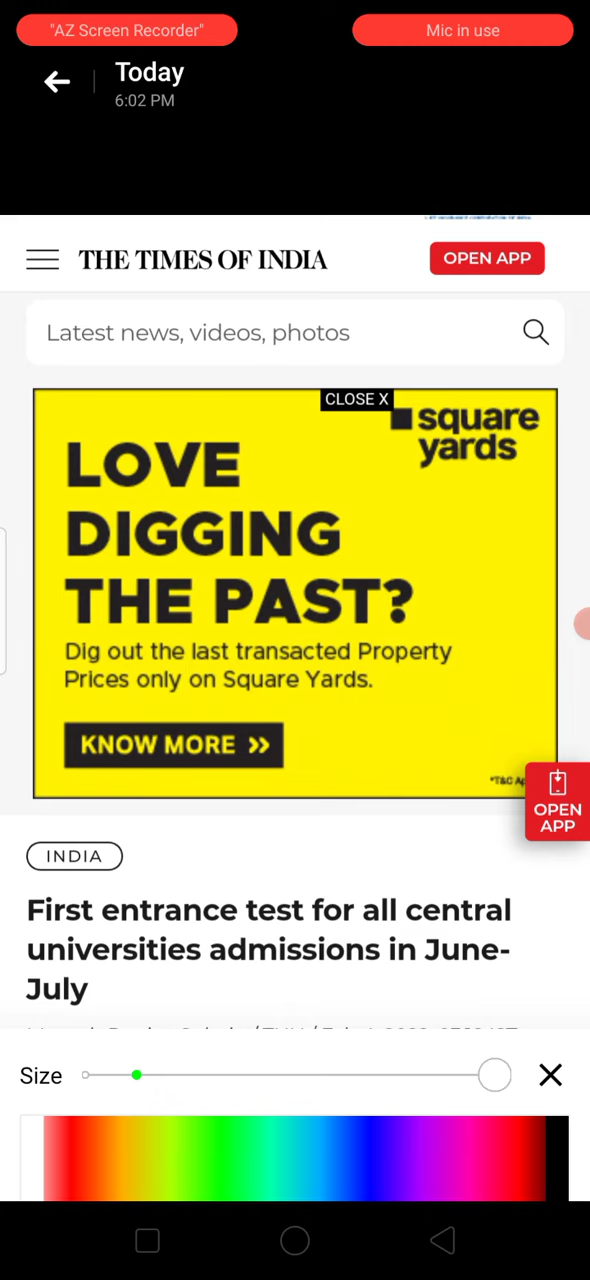 "AZ Screen Recorder"
Mic in use
Today
6:02 PM
THE TIMES OF INDIA
OPEN APP
Latest news, videos, photos
CLOSE X
square
yards
LOVE
DIGGING
THE PAST?
Dig out the last transacted Property
Prices only on Square Yards.
KNOW MORE »
*T&C Ap
OPEN
APP
INDIA
First entrance test for all central
universities admissions in June-
July
Size